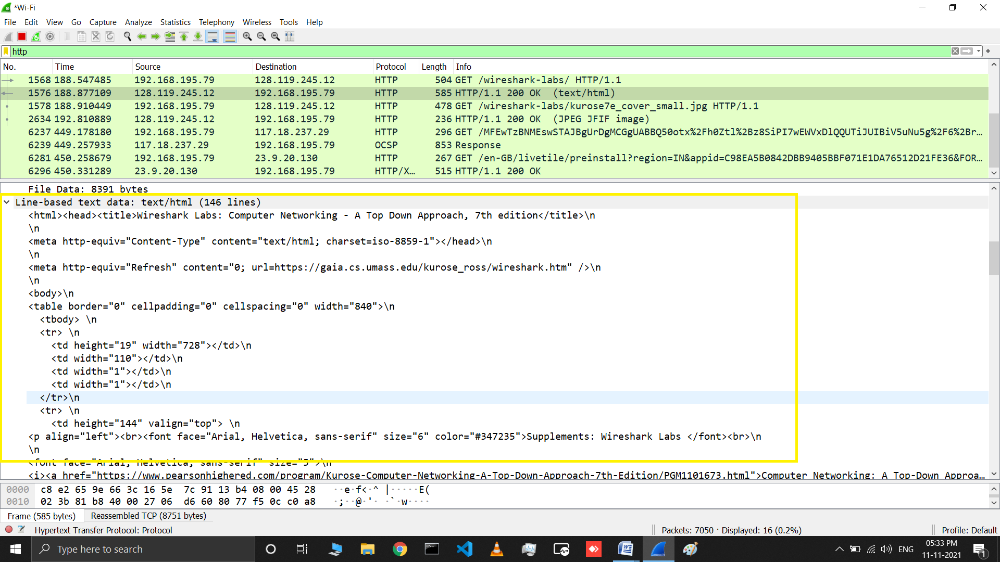 *Wi-Fi
File Edit View Go Capture Analyze Statistics Telephony Wireless Tools Help
http
No. Time Source Destination Protocol Length Info
1568 188.547485 192.168.195.79 128.119.245.12 HTTP 504 GET /wireshark-labs/ HTTP/1.1
1576 188.877109 128.119.245.12 192.168.195.79 HTTP 585 HTTP/1.1 200 OK (text/html)
1578 188.910449 192.168.195.79 128.119.245.12 HTTP 478 GET /wireshark-labs/kurose7e_cover_small.jpg HTTP/1.1
2634 192.810889 128.119.245.12 192.168.195.79 HTTP 236 HTTP/1.1 200 OK (JPEG JFIF image)
6237 449.178180 192.168.195.79 117.18.237.29 HTTP 296 GET /MFEwTzBNMEswSTAJBgUrDgMCGgUABBQ50otx%2Fh0Ztl%2Bz8SiPI7wEWVxDlQQUTiJUIBiV5uNu5g%2F6%2Br…
6239 449.257933 117.18.237.29 192.168.195.79 OCSP 853 Response
6281 450.258679 192.168.195.79 23.9.20.130 HTTP 267 GET /en-GB/livetile/preinstall?region=IN&appid=C98EA5B0842DBB9405BBF071E1DA76512D21FE36&FOR…
6296 450.331289 23.9.20.130 192.168.195.79 HTTP/X… 515 HTTP/1.1 200 OK
File Data: 8391 bytes
Line-based text data: text/html (146 lines)
<html><head><title>Wireshark Labs: Computer Networking - A Top Down Approach, 7th edition</title>\n
\n
<meta http-equiv="Content-Type" content="text/html; charset=iso-8859-1"></head>\n
\n
<meta http-equiv="Refresh" content="0; url=https://gaia.cs.umass.edu/kurose_ross/wireshark.htm" />\n
\n
<body>\n
<table border="0" cellpadding="0" cellspacing="0" width="840">\n
<tbody> \n
<tr> \n
<td height="19" width="728"></td>\n
<td width="110"></td>\n
<td width="1"></td>\n
<td width="1"></td>\n
</tr>\n
<tr> \n
<td height="144" valign="top"> \n
<p align="left"><br><font face="Arial, Helvetica, sans-serif" size="6" color="#347235">Supplements: Wireshark Labs </font><br>\n
\n
<font face="Arial, Helvetica, sans-serif" size="5">\n
<i><a href="https://www.pearsonhighered.com/program/Kurose-Computer-Networking-A-Top-Down-Approach-7th-Edition/PGM1101673.html">Computer Networking: A Top-Down Approa…
0000 c8 e2 65 9e 66 3c 16 5e 7c 91 13 b4 08 00 45 28 ··e·f<·^ |·····E(
0010 02 3b 81 b8 40 00 27 06 d6 60 80 77 f5 0c c0 a8 ·;··@·'· ·`·w····
Frame (585 bytes) Reassembled TCP (8751 bytes)
Hypertext Transfer Protocol: Protocol Packets: 7050 · Displayed: 16 (0.2%) Profile: Default
Type here to search ENG 05:33 PM
11-11-2021 1